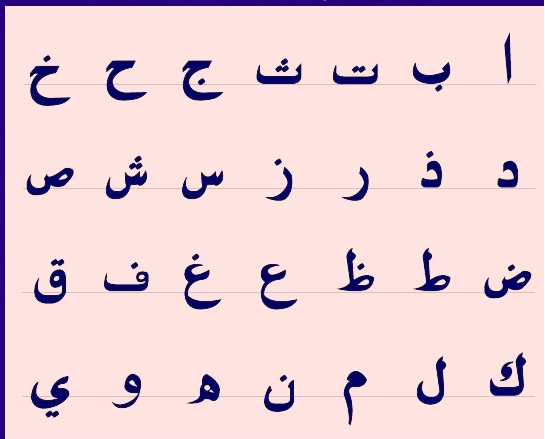 ا ب ت ث ج ح خ
د ذ ر ز س ش ص
ض ط ظ ع غ ف ق
ك ل م ن ه و ي